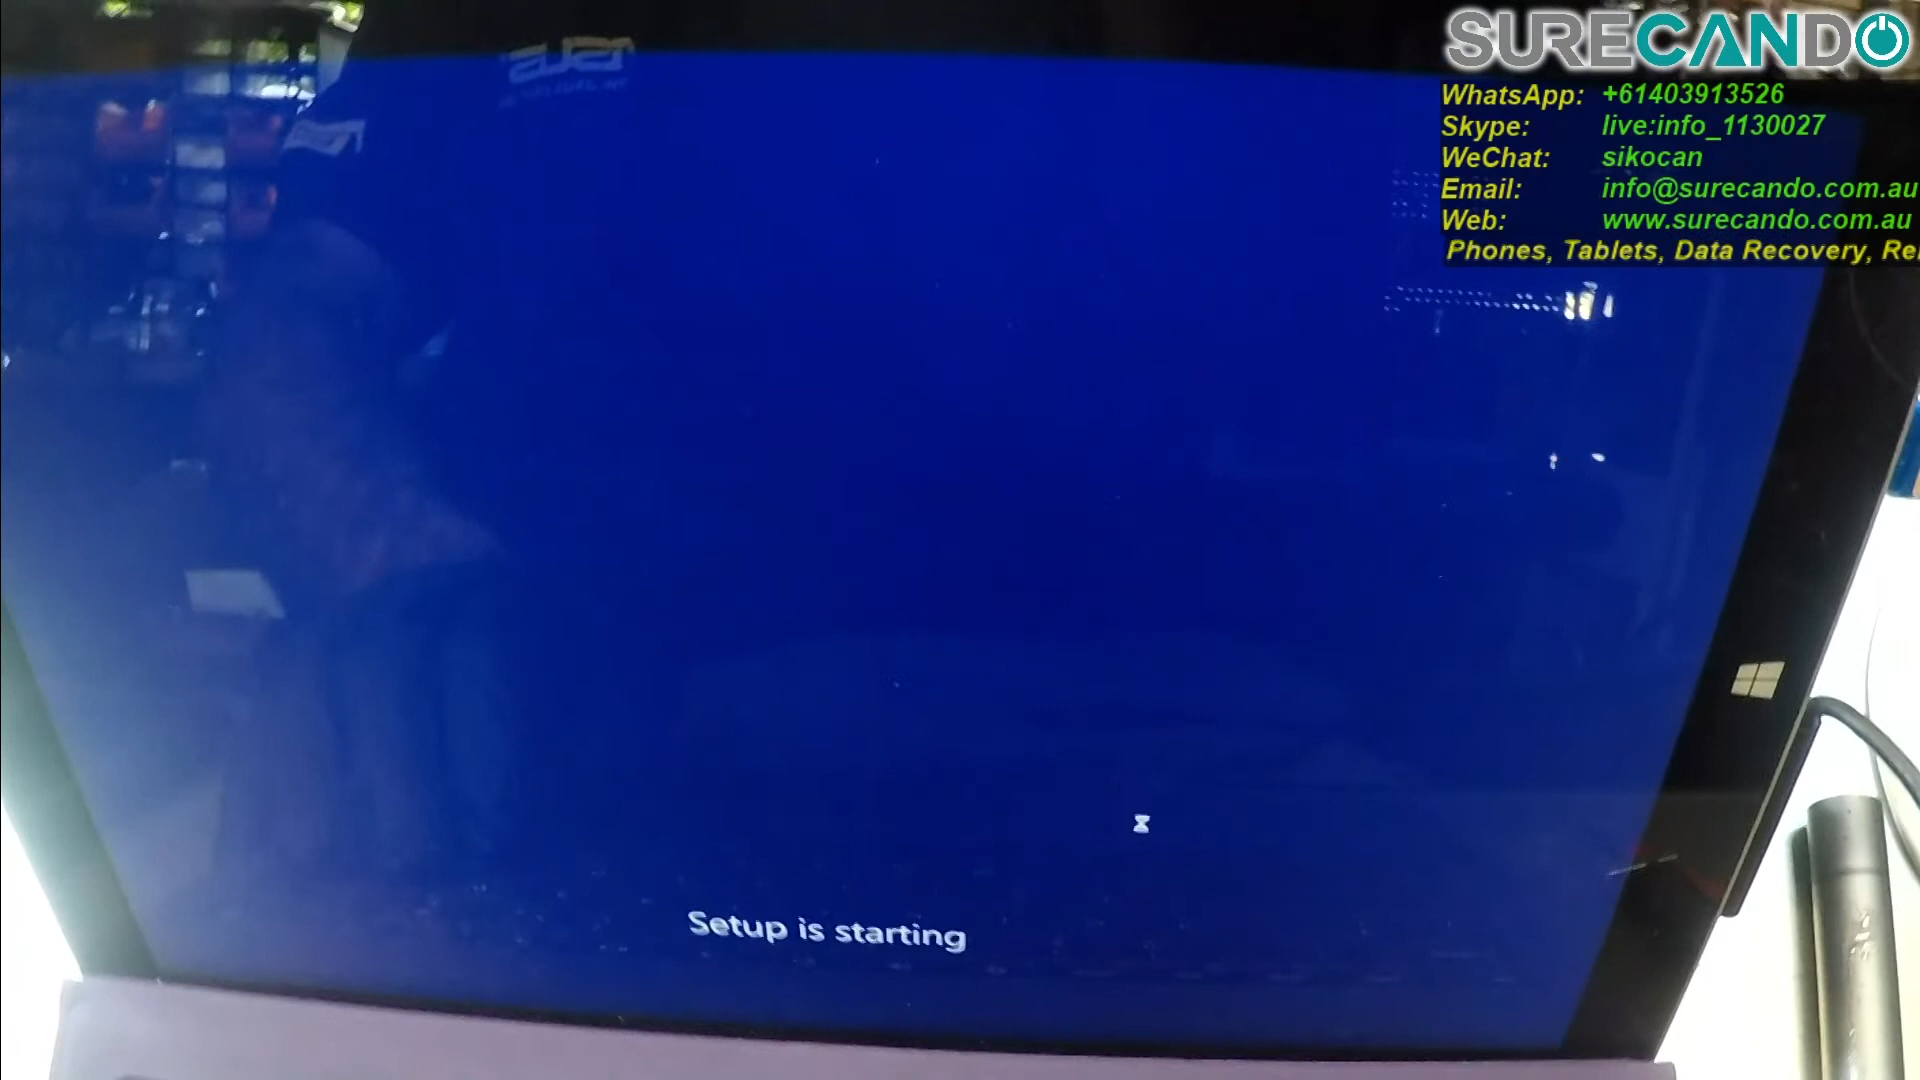 SURECANDO
WhatsApp: +61403913526
Skype: live:info_1130027
WeChat: sikocan
Email: info@surecando.com.au
Web: www.surecando.com.au
Phones, Tablets, Data Recovery, Re
Setup is starting